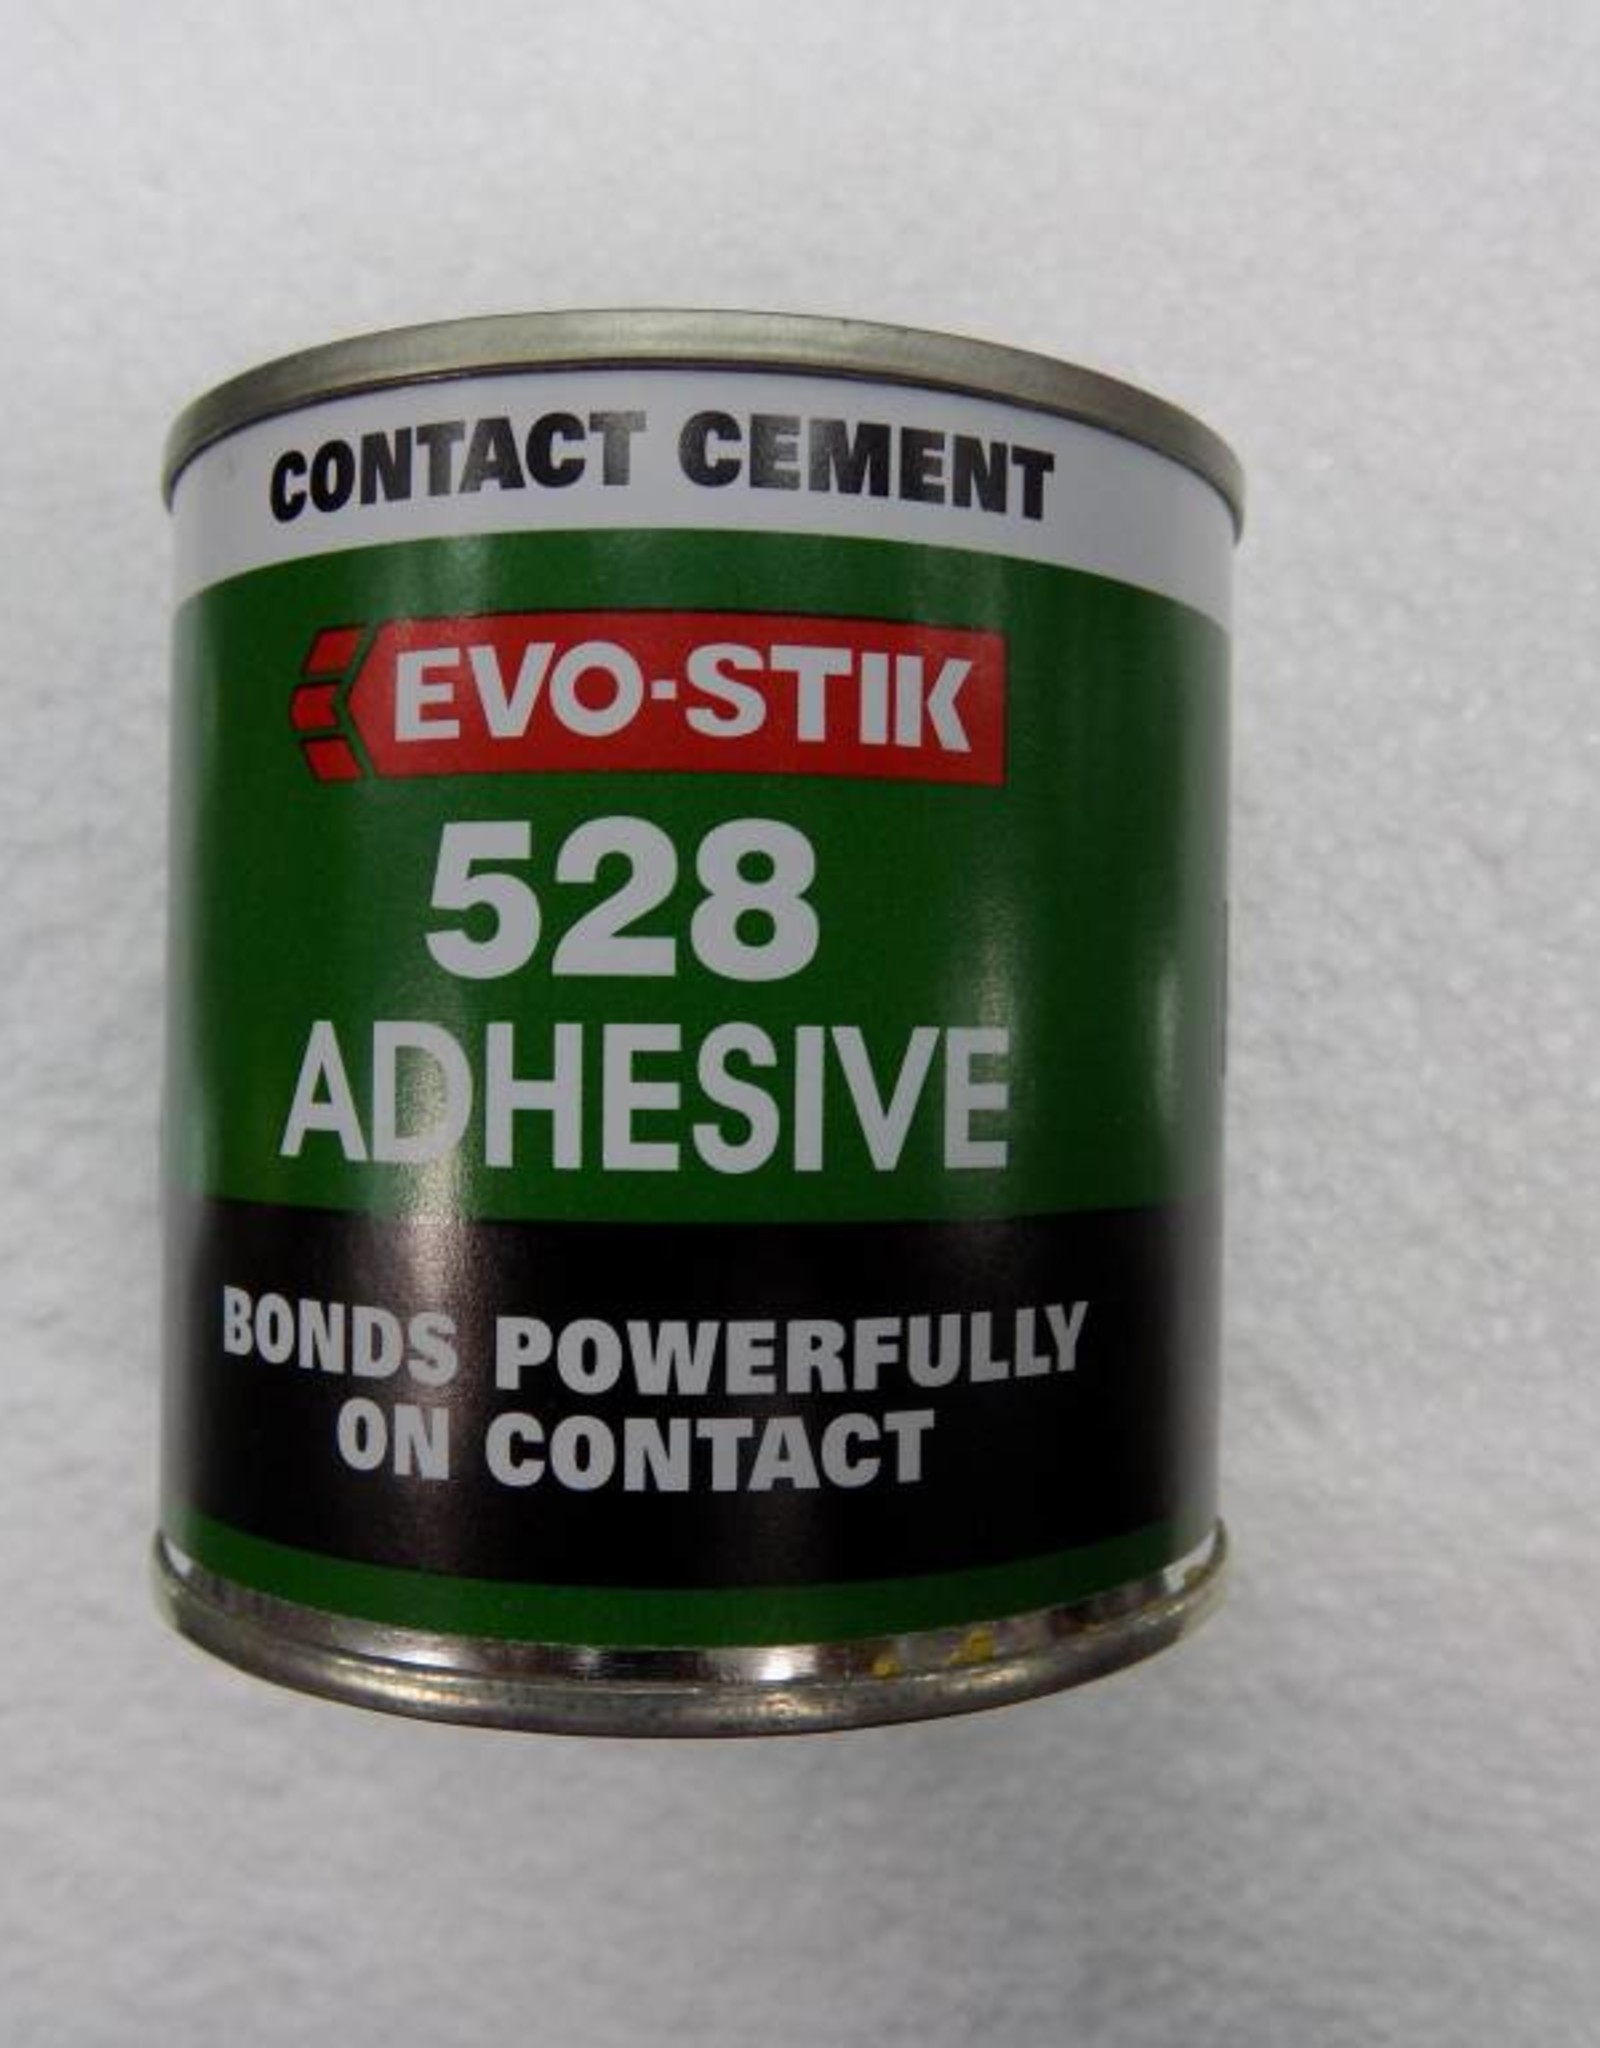 CONTACT CEMENT
EVO-STIK
528
ADHESIVE
BONDS POWERFULLY
ON CONTACT